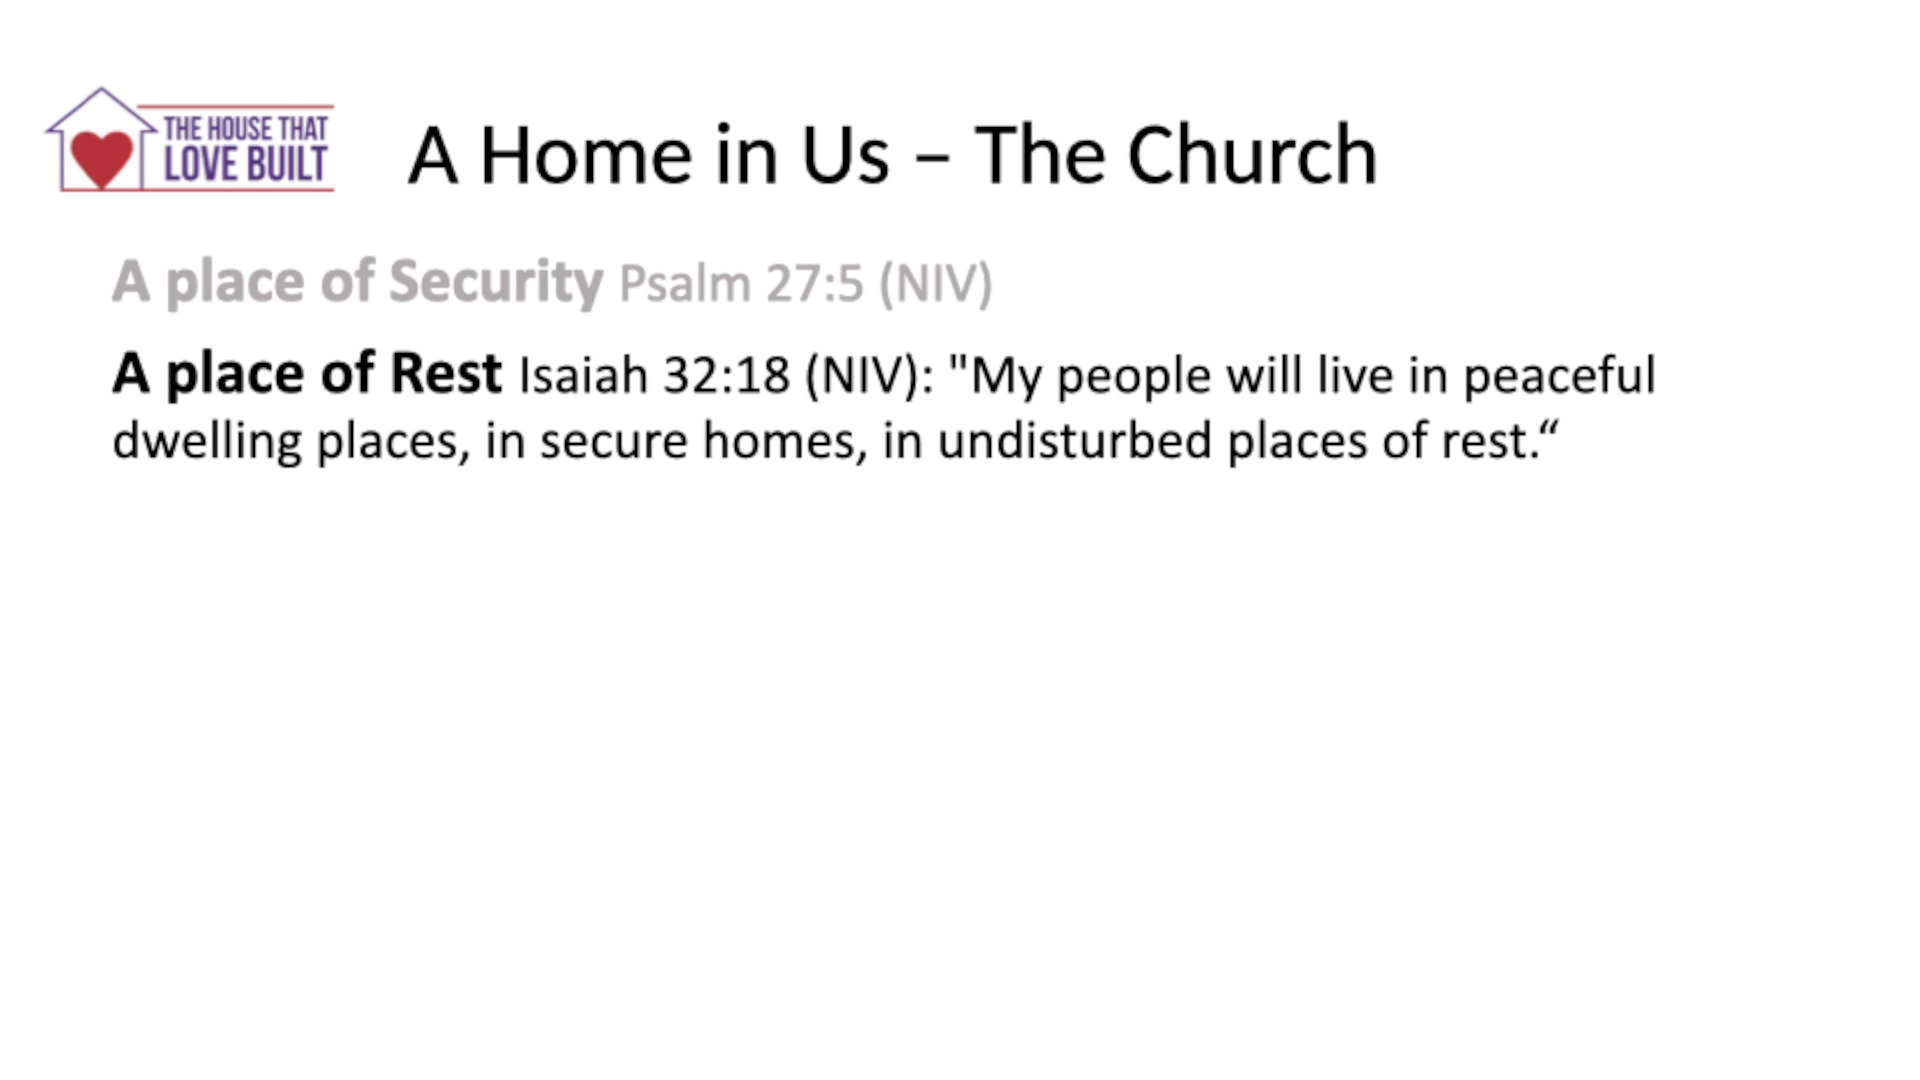 THE HOUSE THAT
LOVE BUILT
A Home in Us – The Church
A place of Security Psalm 27:5 (NIV)
A place of Rest Isaiah 32:18 (NIV): "My people will live in peaceful
dwelling places, in secure homes, in undisturbed places of rest.“